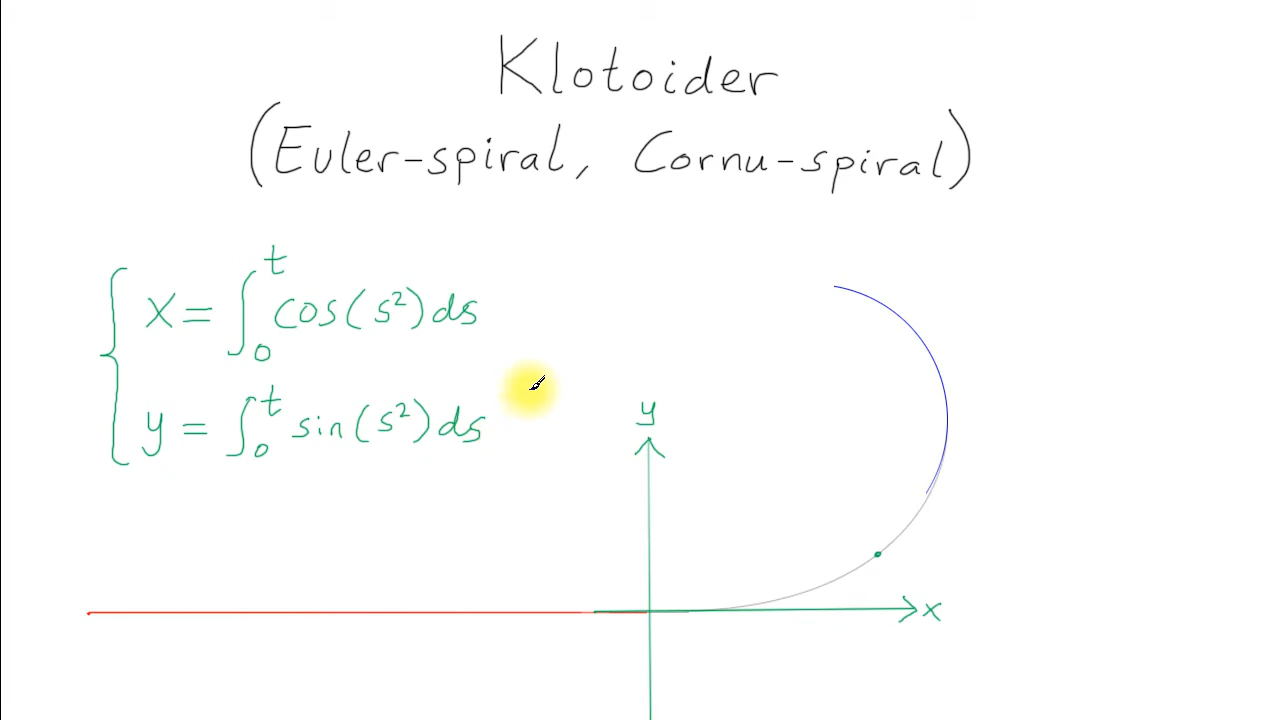 Klotoider
(Euler-spiral, Cornu-spiral)
x = ∫₀ᵗ cos(s²) ds
y = ∫₀ᵗ sin(s²) ds
y
x